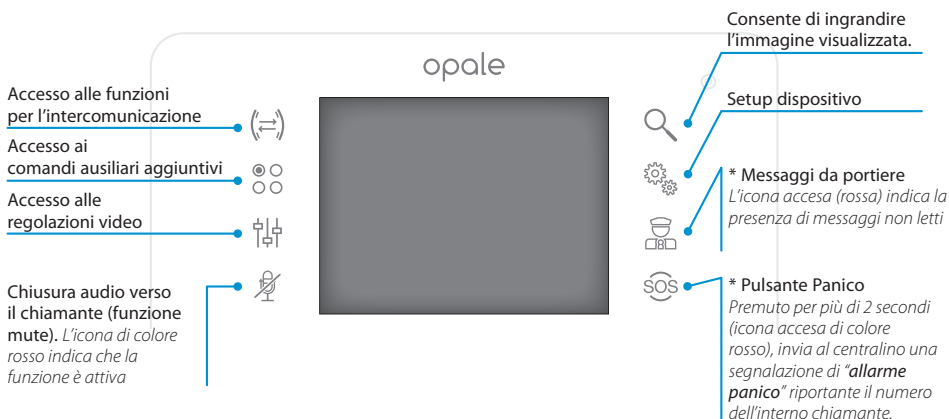 opale
Accesso alle funzioni
per l'intercomunicazione
Accesso ai
comandi ausiliari aggiuntivi
Accesso alle
regolazioni video
Chiusura audio verso
il chiamante (funzione
mute). L'icona di colore
rosso indica che la
funzione è attiva
Consente di ingrandire
l'immagine visualizzata.
Setup dispositivo
* Messaggi da portiere
L'icona accesa (rossa) indica la
presenza di messaggi non letti
SOS
* Pulsante Panico
Premuto per più di 2 secondi
(icona accesa di colore
rosso), invia al centralino una
segnalazione di "allarme
panico" riportante il numero
dell'interno chiamante.